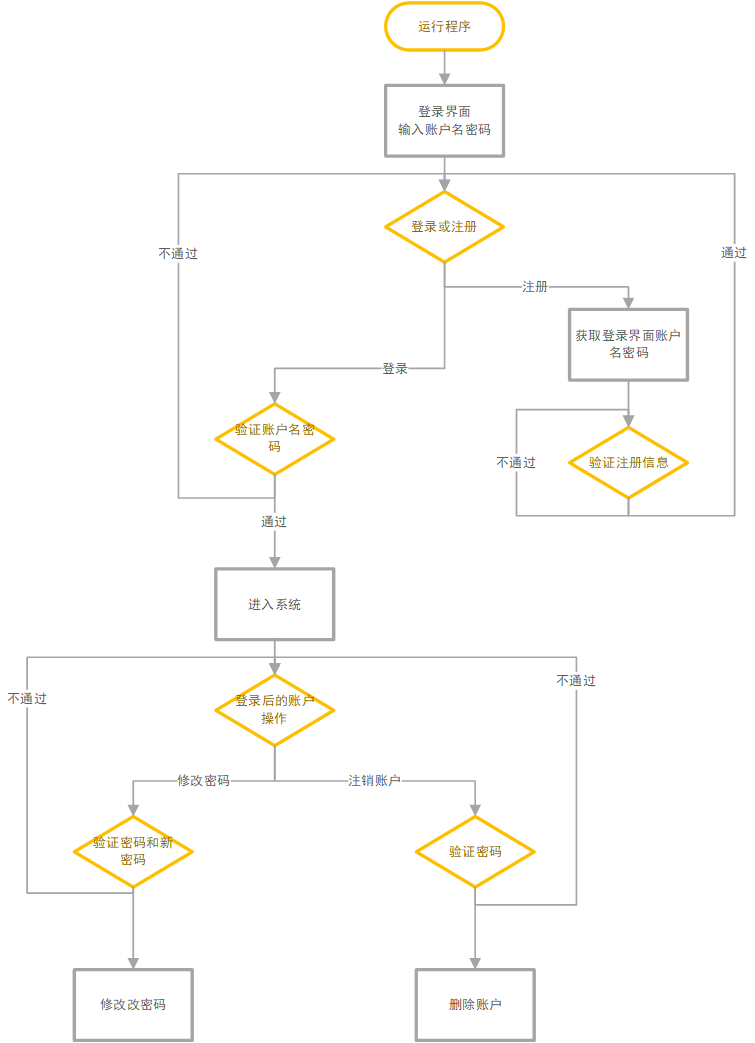 运行程序
登录界面
输入账户名密码
登录或注册
不通过
通过
注册
获取登录界面账户
名密码
登录
验证账户名密
码
不通过
验证注册信息
通过
进入系统
不通过
不通过
登录后的账户
操作
修改密码
注销账户
验证密码和新
密码
验证密码
修改改密码
删除账户